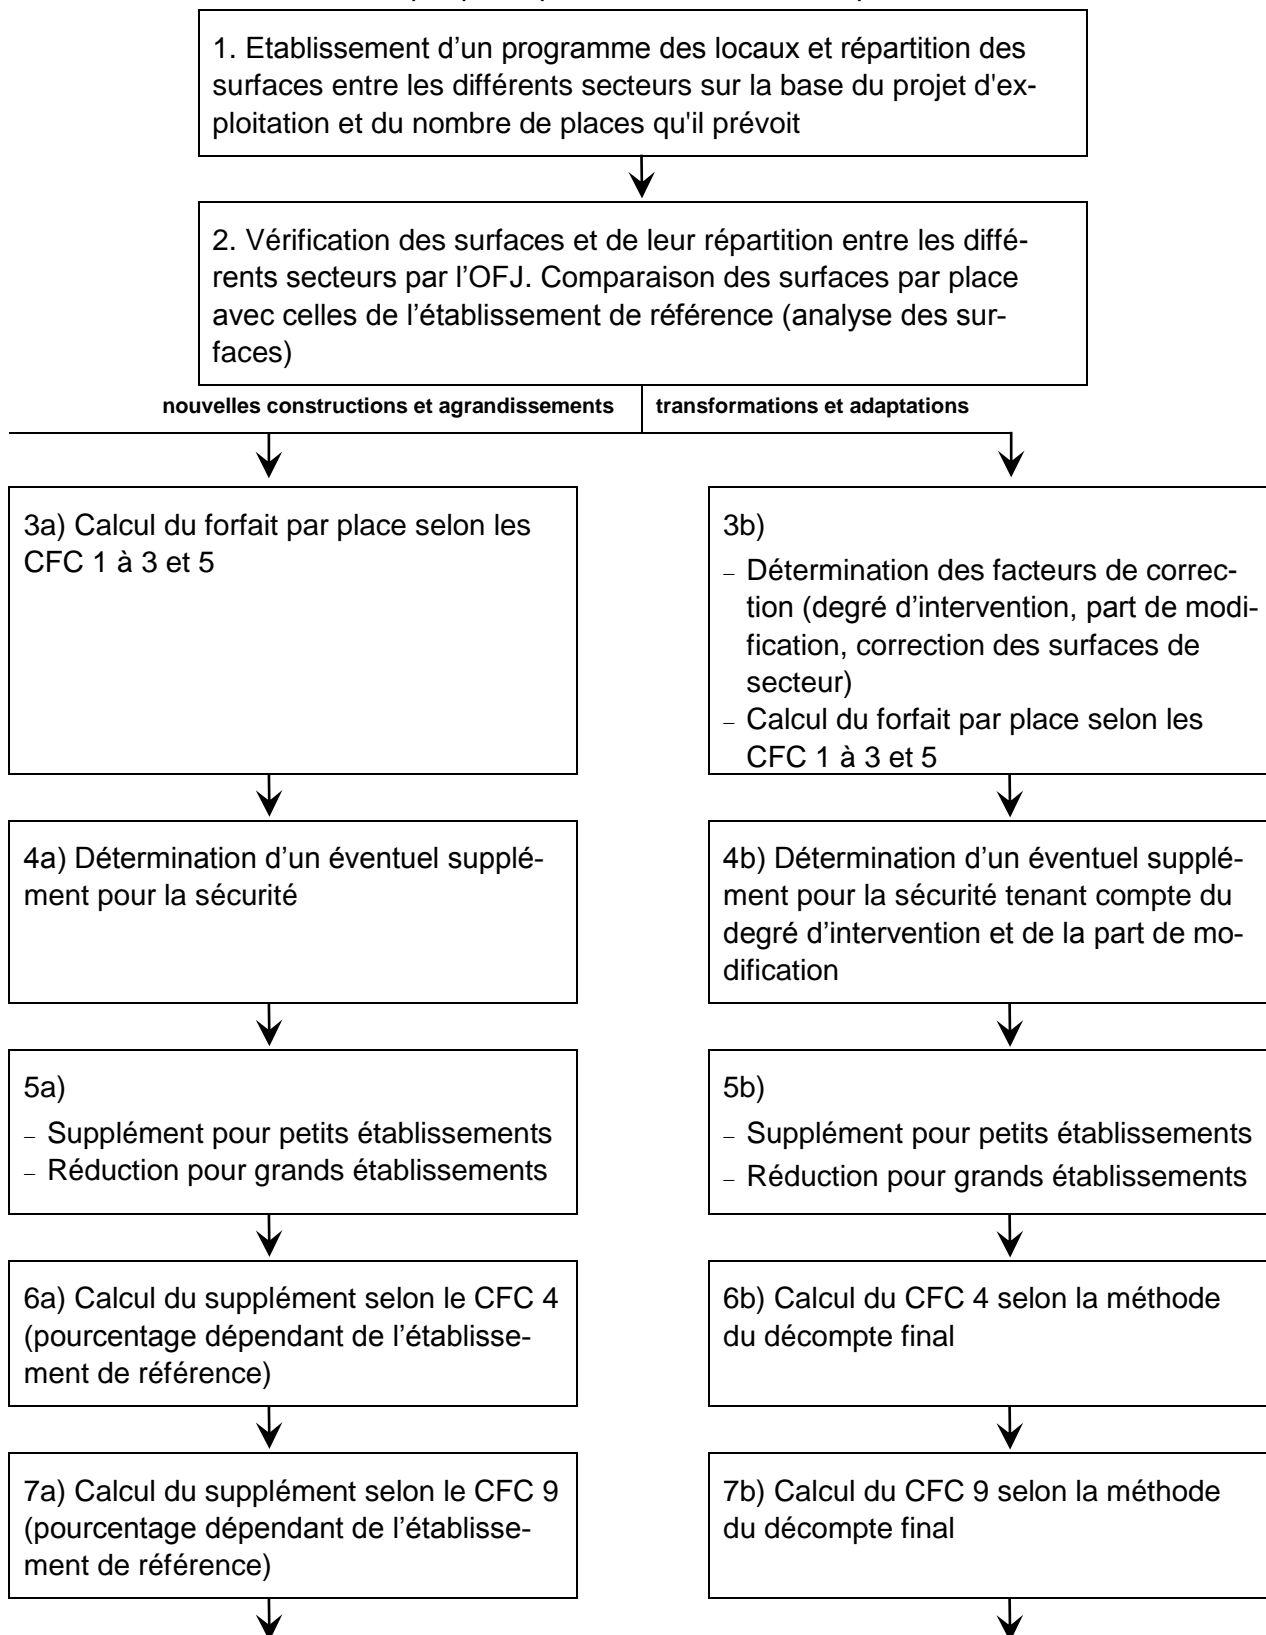 1. Etablissement d’un programme des locaux et répartition des
surfaces entre les différents secteurs sur la base du projet d'ex-
ploitation et du nombre de places qu'il prévoit
2. Vérification des surfaces et de leur répartition entre les diffé-
rents secteurs par l’OFJ. Comparaison des surfaces par place
avec celles de l’établissement de référence (analyse des sur-
faces)
nouvelles constructions et agrandissements
transformations et adaptations
3a) Calcul du forfait par place selon les
CFC 1 à 3 et 5
3b)
– Détermination des facteurs de correc-
tion (degré d’intervention, part de modi-
fication, correction des surfaces de
secteur)
– Calcul du forfait par place selon les
CFC 1 à 3 et 5
4a) Détermination d’un éventuel supplé-
ment pour la sécurité
4b) Détermination d’un éventuel supplé-
ment pour la sécurité tenant compte du
degré d’intervention et de la part de mo-
dification
5a)
– Supplément pour petits établissements
– Réduction pour grands établissements
5b)
– Supplément pour petits établissements
– Réduction pour grands établissements
6a) Calcul du supplément selon le CFC 4
(pourcentage dépendant de l’établisse-
ment de référence)
6b) Calcul du CFC 4 selon la méthode
du décompte final
7a) Calcul du supplément selon le CFC 9
(pourcentage dépendant de l’établisse-
ment de référence)
7b) Calcul du CFC 9 selon la méthode
du décompte final